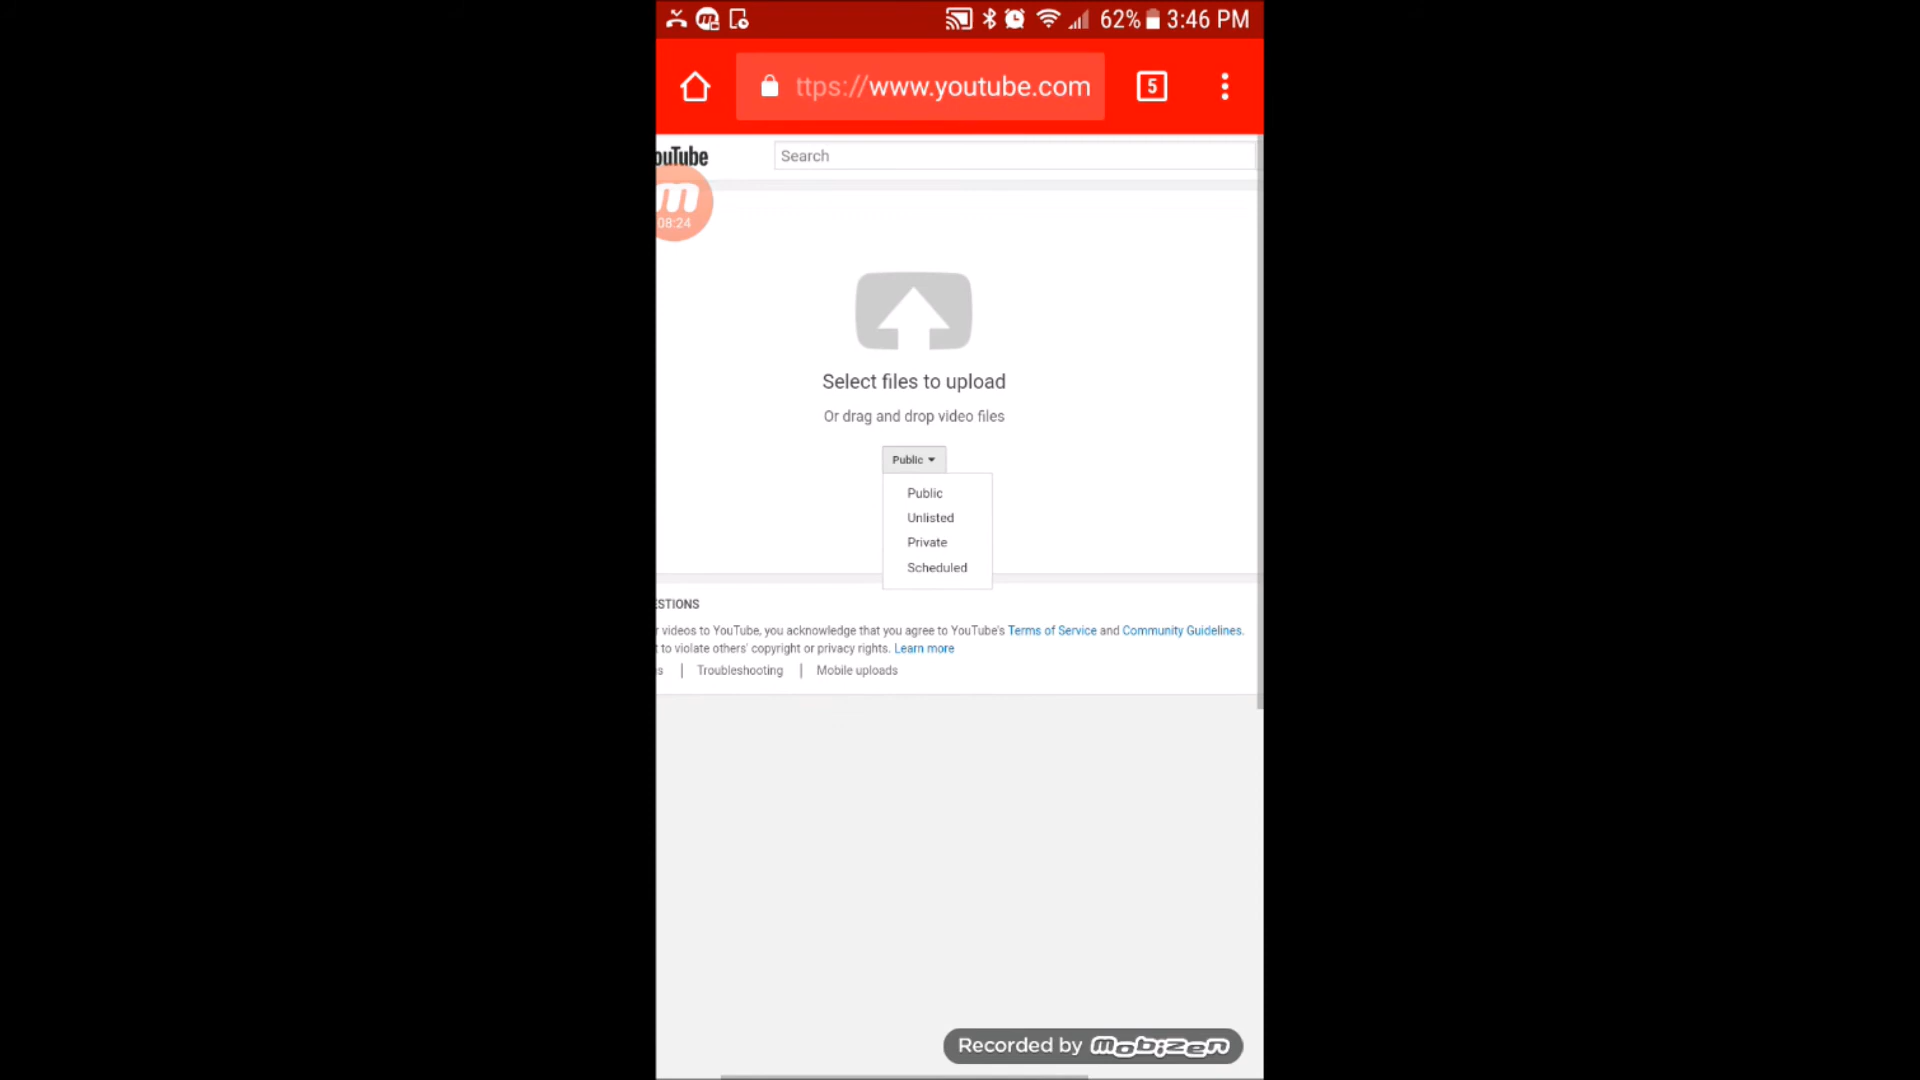 62% 3:46 PM
ttps://www.youtube.com
5
ouTube
Search
m
08:24
Select files to upload
Or drag and drop video files
Public
Public
Unlisted
Private
Scheduled
ESTIONS
r videos to YouTube, you acknowledge that you agree to YouTube's Terms of Service and Community Guidelines.
t to violate others' copyright or privacy rights. Learn more
s | Troubleshooting | Mobile uploads
Recorded by mobizen